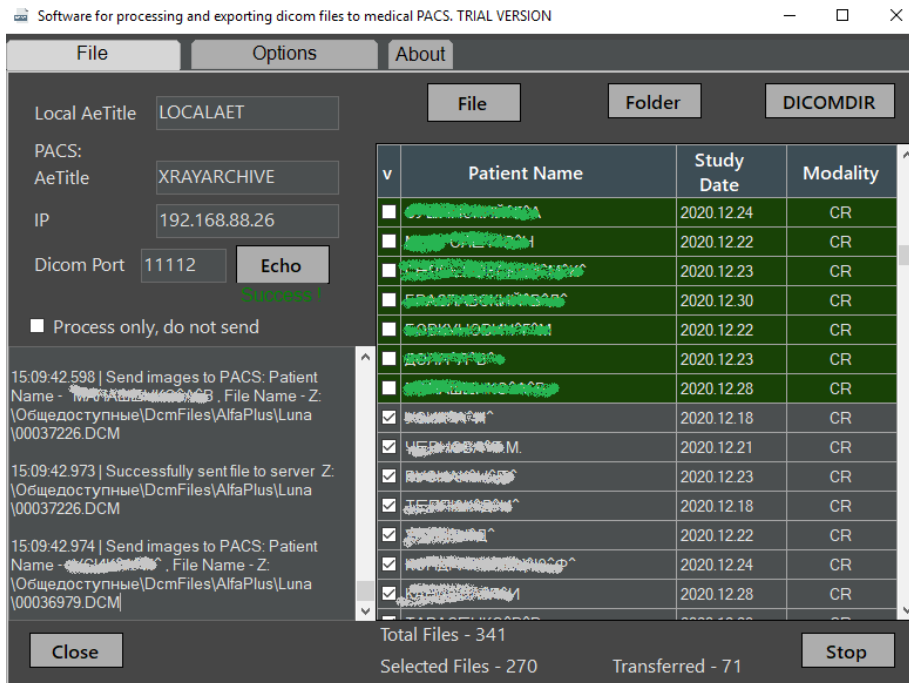 Software for processing and exporting dicom files to medical PACS. TRIAL VERSION
File Options About
Local AeTitle LOCALAET
PACS:
AeTitle XRAYARCHIVE
IP 192.168.88.26
Dicom Port 11112 Echo
Success !
Process only, do not send
15:09:42.598 | Send images to PACS: Patient
Name - , File Name - Z:
\Общедоступные\DcmFiles\AlfaPlus\Luna
\00037226.DCM
15:09:42.973 | Successfully sent file to server Z:
\Общедоступные\DcmFiles\AlfaPlus\Luna
\00037226.DCM
15:09:42.974 | Send images to PACS: Patient
Name - , File Name - Z:
\Общедоступные\DcmFiles\AlfaPlus\Luna
\00036979.DCM
Close
File Folder DICOMDIR
v Patient Name Study Date Modality
2020.12.24 CR
2020.12.22 CR
2020.12.23 CR
2020.12.30 CR
2020.12.22 CR
2020.12.23 CR
2020.12.28 CR
2020.12.18 CR
2020.12.21 CR
2020.12.23 CR
2020.12.18 CR
2020.12.22 CR
2020.12.24 CR
2020.12.28 CR
Total Files - 341
Selected Files - 270 Transferred - 71
Stop